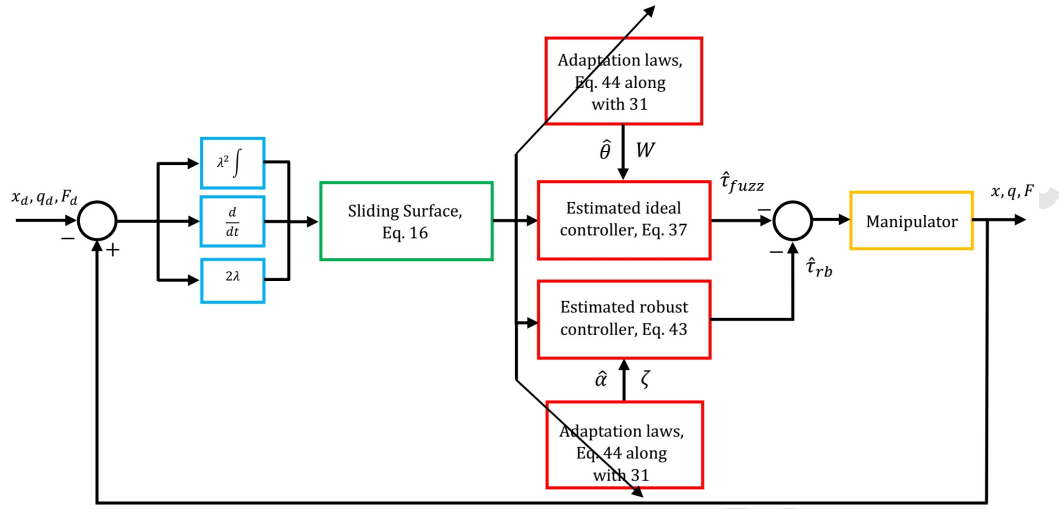 Adaptation laws,
Eq. 44 along
with 31
θ̂ W
λ² ∫
x_d, q_d, F_d
−
+
d/dt
2λ
Sliding Surface,
Eq. 16
Estimated ideal
controller, Eq. 37
τ̂_fuzz
−
−
τ̂_rb
Manipulator
x, q, F
Estimated robust
controller, Eq. 43
α̂ ζ
Adaptation laws,
Eq. 44 along
with 31